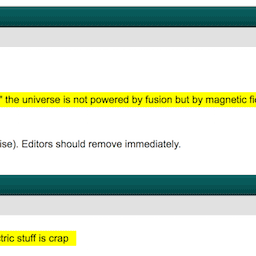 " the universe is not powered by fusion but by magnetic
ise). Editors should remove immediately.
tric stuff is crap